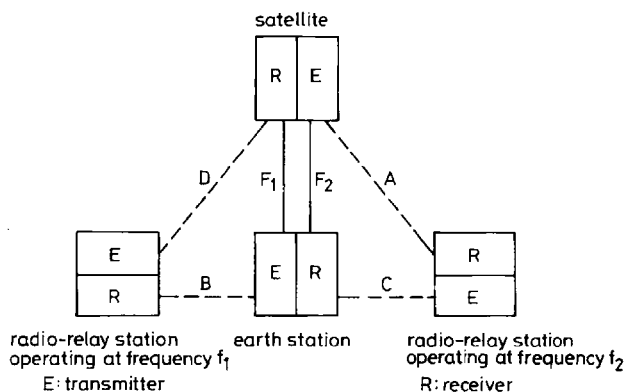 satellite
R E
D F₁ F₂ A
E E R R
R B C E
radio-relay station operating at frequency f₁
earth station
radio-relay station operating at frequency f₂
E: transmitter
R: receiver